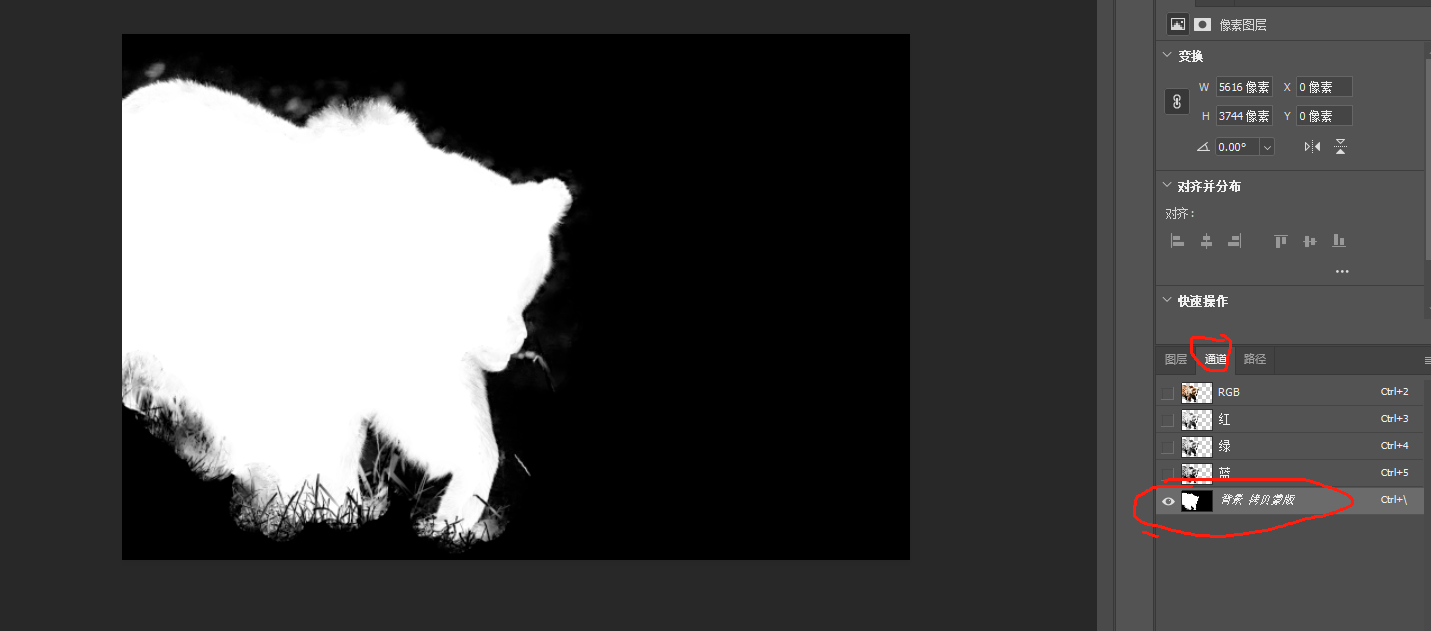 像素图层
变换
W 5616 像素 X 0 像素
H 3744 像素 Y 0 像素
0.00°
对齐并分布
对齐:
快速操作
图层 通道 路径
RGB Ctrl+2
红 Ctrl+3
绿 Ctrl+4
蓝 Ctrl+5
背景 拷贝蒙版 Ctrl+\